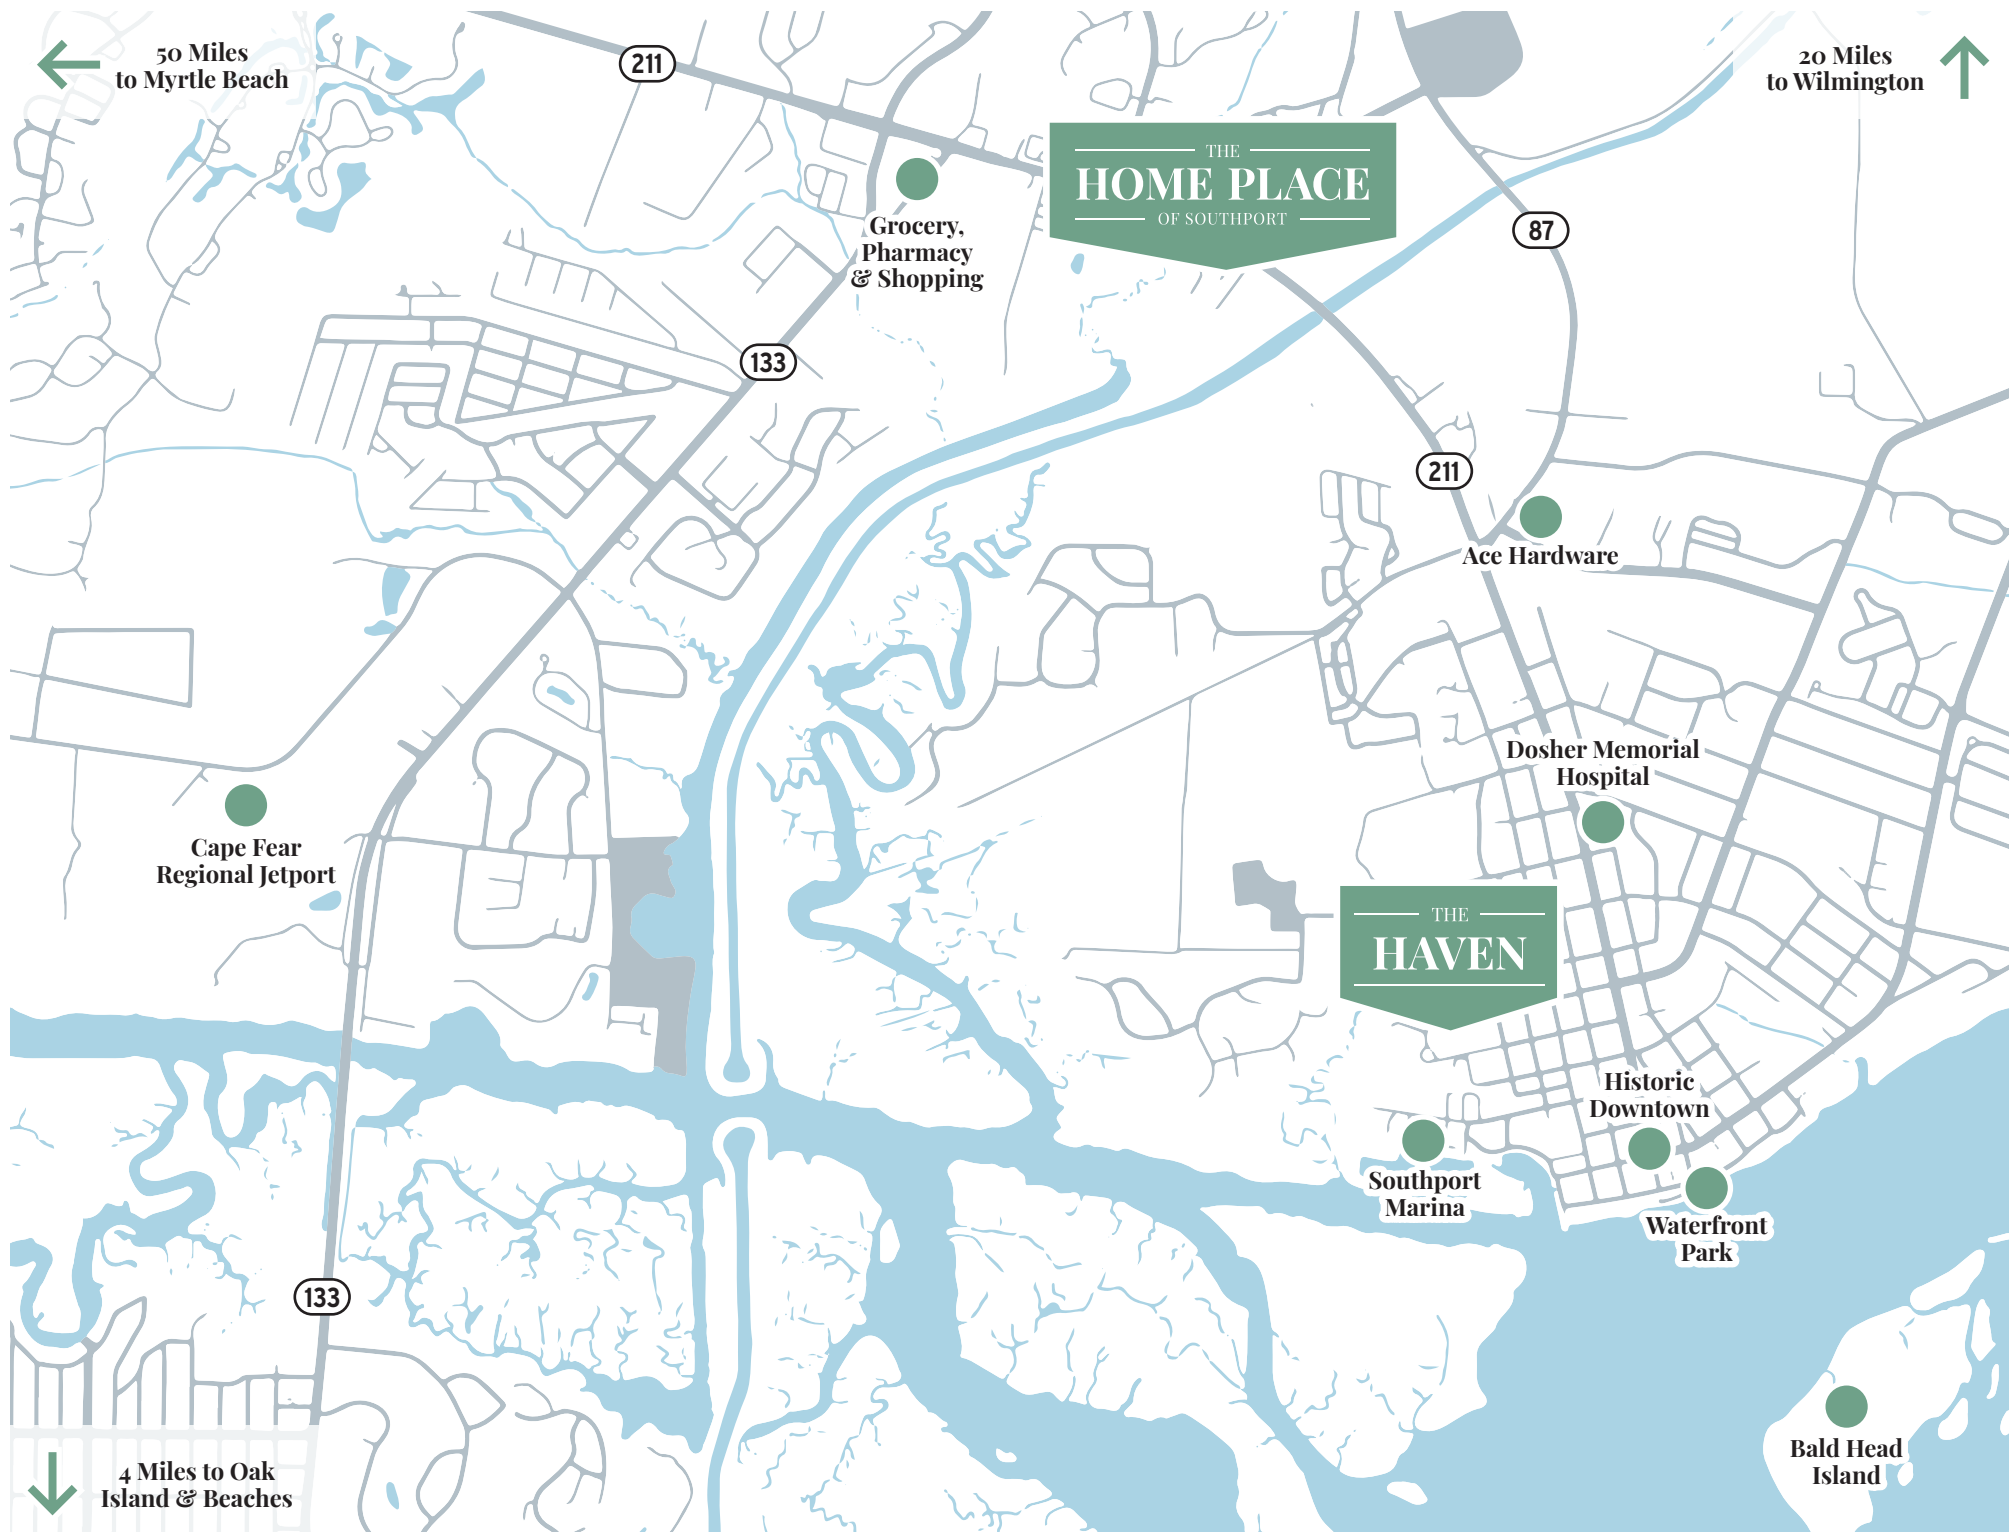 50 Miles
to Myrtle Beach
211
20 Miles
to Wilmington
THE
HOME PLACE
OF SOUTHPORT
87
Grocery,
Pharmacy
& Shopping
133
211
Ace Hardware
Dosher Memorial
Hospital
Cape Fear
Regional Jetport
THE
HAVEN
Historic
Downtown
Southport
Marina
Waterfront
Park
133
Bald Head
Island
4 Miles to Oak
Island & Beaches